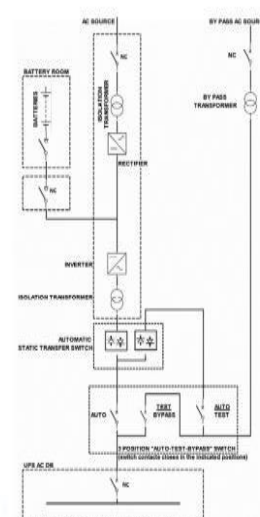 AC SOURCE
BY PASS AC SOUR
NC
NC
BATTERY ROOM
BATTERIES
ISOLATION
TRANSFORMER
BY PASS
TRANSFORMER
RECTIFIER
NC
INVERTER
ISOLATION TRANSFORMER
AUTOMATIC
STATIC TRANSFER SWITCH
AUTO
TEST
BYPASS
AUTO
TEST
3 POSITION "AUTO-TEST-BYPASS" SWITCH
(switch contacts closes in the indicated positions)
UPS AC DB
NC